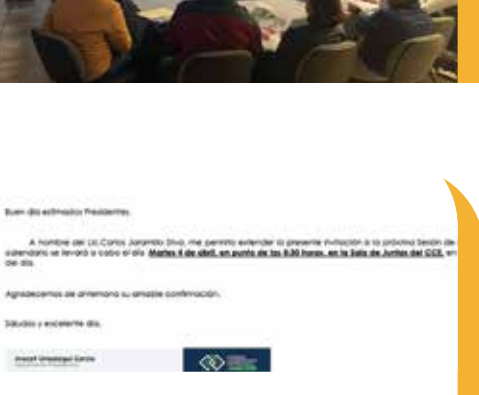 Buen día estimados Presidentes,
A nombre del Lic. Carlos Jaramillo Silva, me permito extender la presente invitación a la próxima Sesión de
calendario se llevará a cabo el día Martes 4 de abril, en punto de las 8:30 horas, en la Sala de Juntas del CCE, en
del día.
Agradecemos de antemano su amable confirmación.
Saludos y excelente día.